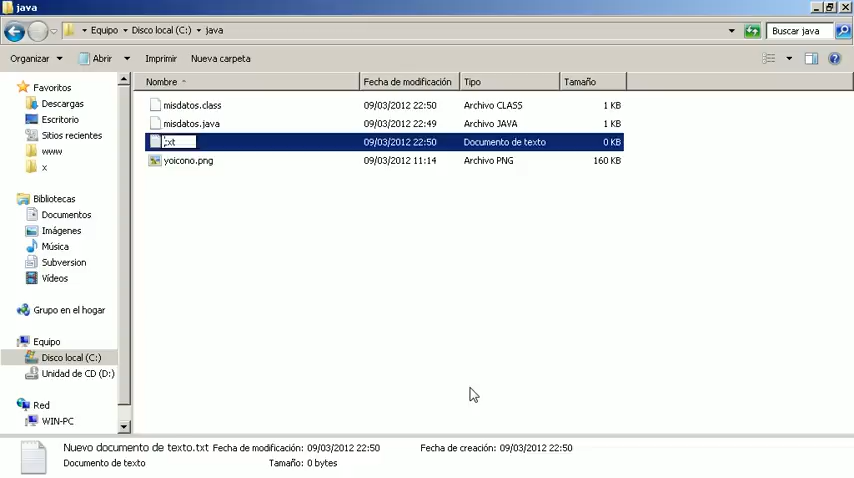 java
Equipo ▸ Disco local (C:) ▸ java
Buscar java
Organizar Abrir Imprimir Nueva carpeta
Nombre Fecha de modificación Tipo Tamaño
Favoritos
Descargas
Escritorio
Sitios recientes
www
x
Bibliotecas
Documentos
Imágenes
Música
Subversion
Vídeos
Grupo en el hogar
Equipo
Disco local (C:)
Unidad de CD (D:)
Red
WIN-PC
misdatos.class 09/03/2012 22:50 Archivo CLASS 1 KB
misdatos.java 09/03/2012 22:49 Archivo JAVA 1 KB
.txt 09/03/2012 22:50 Documento de texto 0 KB
yoicono.png 09/03/2012 11:14 Archivo PNG 160 KB
Nuevo documento de texto.txt Fecha de modificación: 09/03/2012 22:50 Fecha de creación: 09/03/2012 22:50
Documento de texto Tamaño: 0 bytes